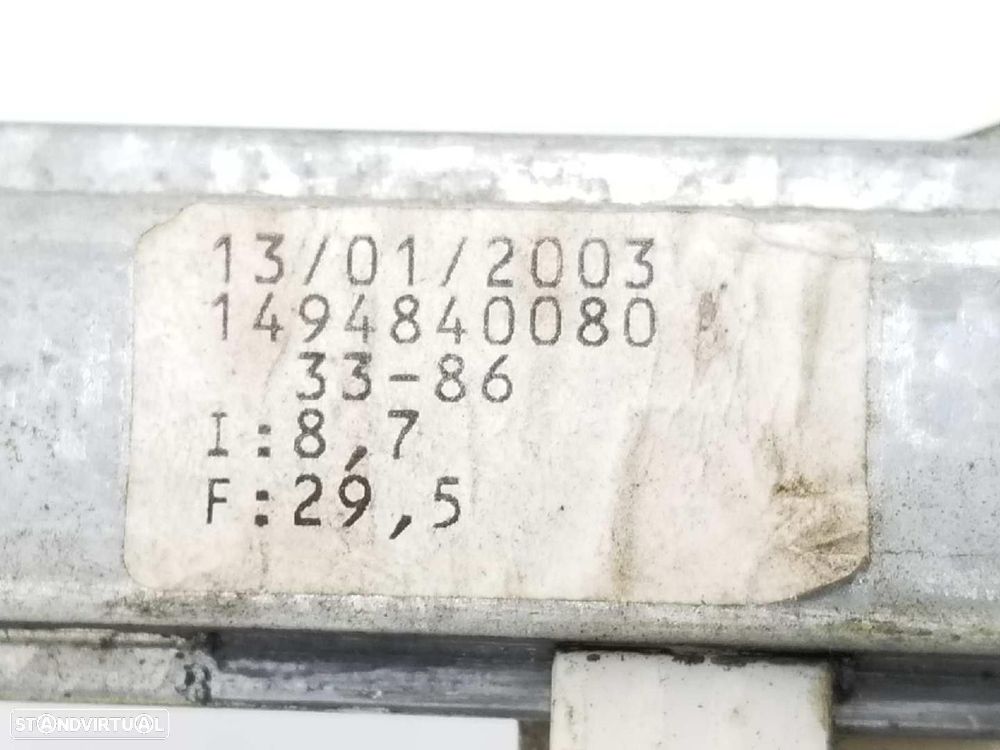 13/01/2003
1494840080
33-86
I:8,7
F:29,5
STANDVIRTUAL